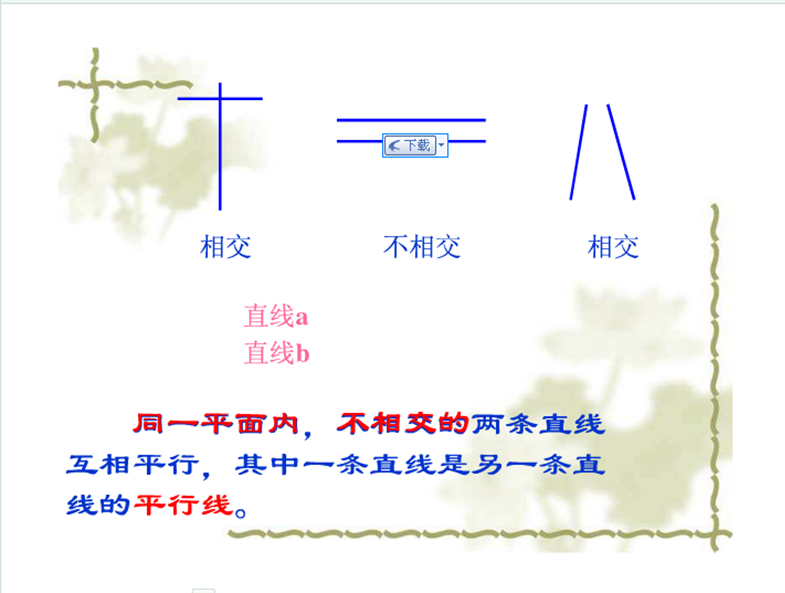 下载
相交 不相交 相交
直线a
直线b
同一平面内，不相交的两条直线
互相平行，其中一条直线是另一条直
线的平行线。